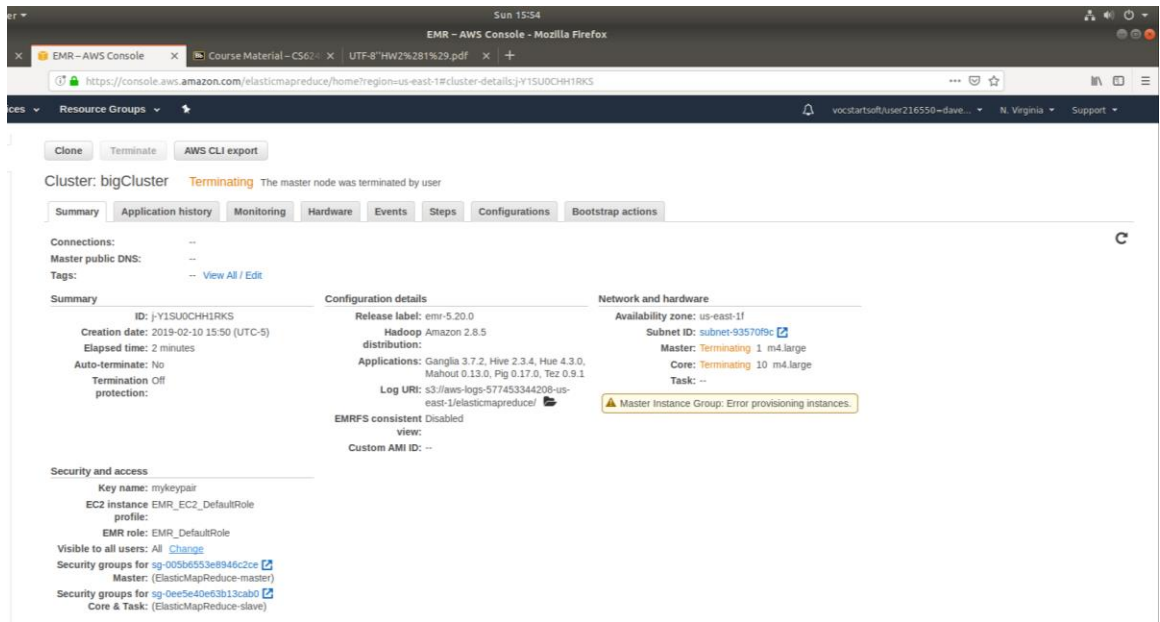 er
Sun 15:54
EMR – AWS Console - Mozilla Firefox
EMR – AWS Console × Course Material – CS624 × UTF-8''HW2%281%29.pdf × +
https://console.aws.amazon.com/elasticmapreduce/home?region=us-east-1#cluster-details:j-Y1SU0CHH1RKS
ices Resource Groups vocstartsoft/user216550=dave... N. Virginia Support
Clone Terminate AWS CLI export
Cluster: bigCluster Terminating The master node was terminated by user
Summary Application history Monitoring Hardware Events Steps Configurations Bootstrap actions
Connections: --
Master public DNS: --
Tags: -- View All / Edit
Summary
ID: j-Y1SU0CHH1RKS
Creation date: 2019-02-10 15:50 (UTC-5)
Elapsed time: 2 minutes
Auto-terminate: No
Termination Off
protection:
Configuration details
Release label: emr-5.20.0
Hadoop Amazon 2.8.5
distribution:
Applications: Ganglia 3.7.2, Hive 2.3.4, Hue 4.3.0,
Mahout 0.13.0, Pig 0.17.0, Tez 0.9.1
Log URI: s3://aws-logs-577453344208-us-
east-1/elasticmapreduce/
EMRFS consistent Disabled
view:
Custom AMI ID: --
Network and hardware
Availability zone: us-east-1f
Subnet ID: subnet-93570f9c
Master: Terminating 1 m4.large
Core: Terminating 10 m4.large
Task: --
Master Instance Group: Error provisioning instances.
Security and access
Key name: mykeypair
EC2 instance EMR_EC2_DefaultRole
profile:
EMR role: EMR_DefaultRole
Visible to all users: All Change
Security groups for sg-005b6553e8946c2ce
Master: (ElasticMapReduce-master)
Security groups for sg-0ee5e40e63b13cab0
Core & Task: (ElasticMapReduce-slave)